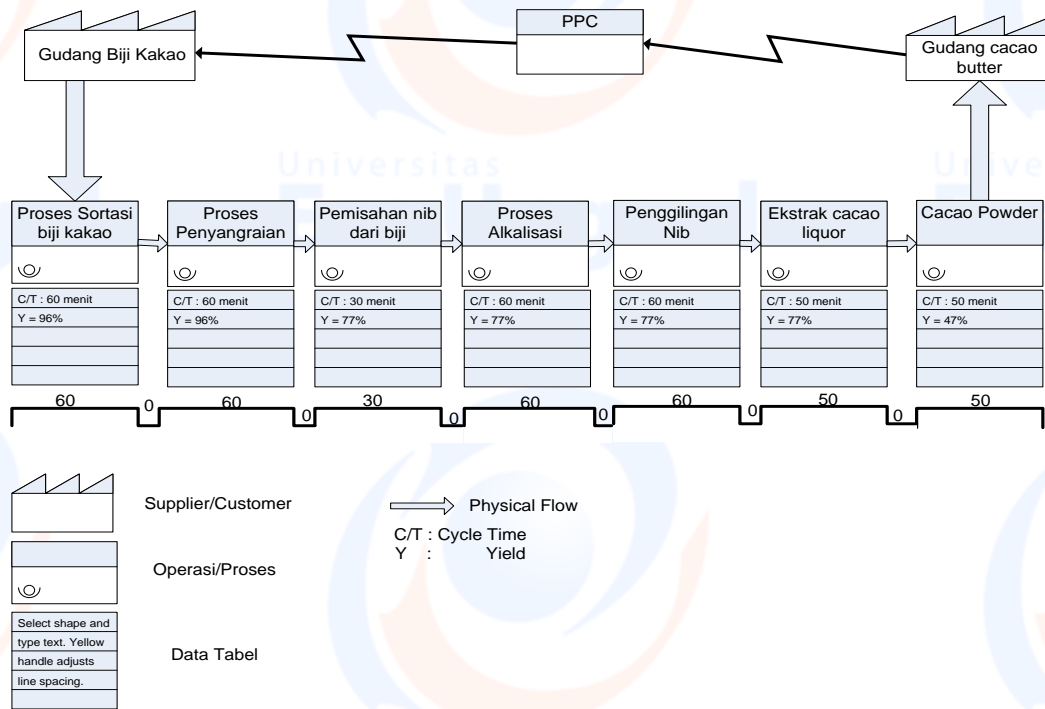 PPC
Gudang Biji Kakao
Gudang cacao
butter
Universitas
Proses Sortasi
biji kakao
Proses
Penyangraian
Pemisahan nib
dari biji
Proses
Alkalisasi
Penggilingan
Nib
Ekstrak cacao
liquor
Cacao Powder
C/T : 60 menit
Y = 96%
C/T : 60 menit
Y = 96%
C/T : 30 menit
Y = 77%
C/T : 60 menit
Y = 77%
C/T : 60 menit
Y = 77%
C/T : 50 menit
Y = 77%
C/T : 50 menit
Y = 47%
60
0
60
0
30
0
60
0
60
0
50
0
50
Supplier/Customer
Physical Flow
C/T : Cycle Time
Y : Yield
Operasi/Proses
Select shape and
type text. Yellow
handle adjusts
line spacing.
Data Tabel